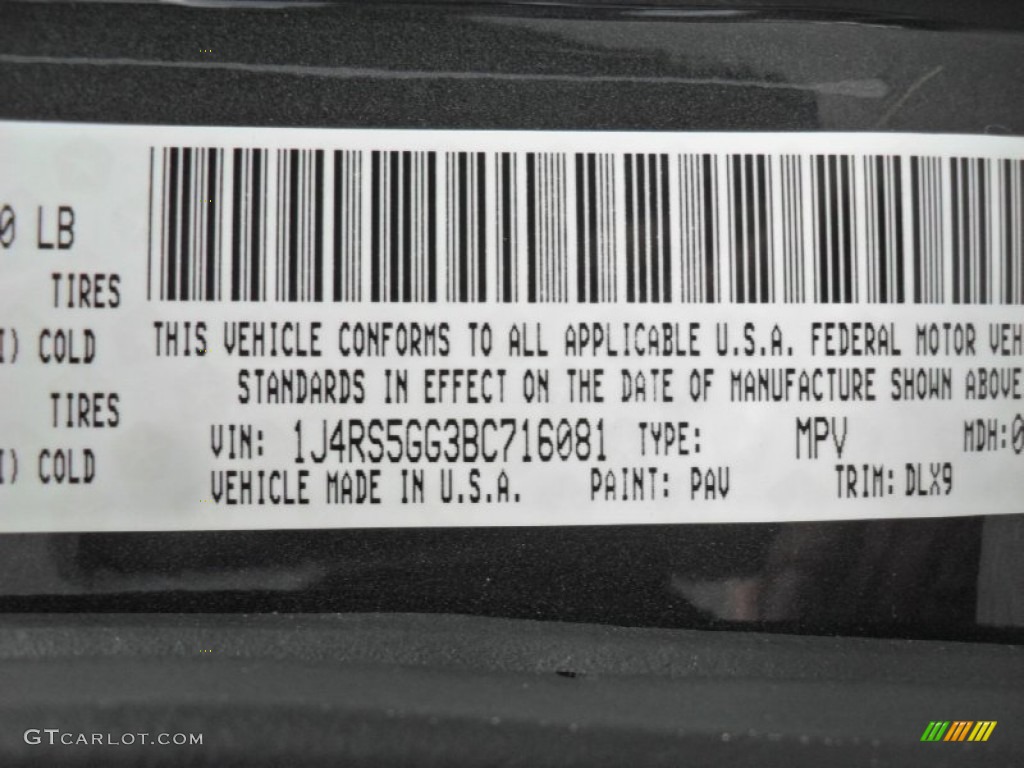 0 LB
TIRES
I) COLD
TIRES
I) COLD
THIS VEHICLE CONFORMS TO ALL APPLICABLE U.S.A. FEDERAL MOTOR VEH
STANDARDS IN EFFECT ON THE DATE OF MANUFACTURE SHOWN ABOVE
VIN: 1J4RS5GG3BC716081 TYPE: MPV MDH:0
VEHICLE MADE IN U.S.A. PAINT: PAV TRIM: DLX9
GTCARLOT.COM